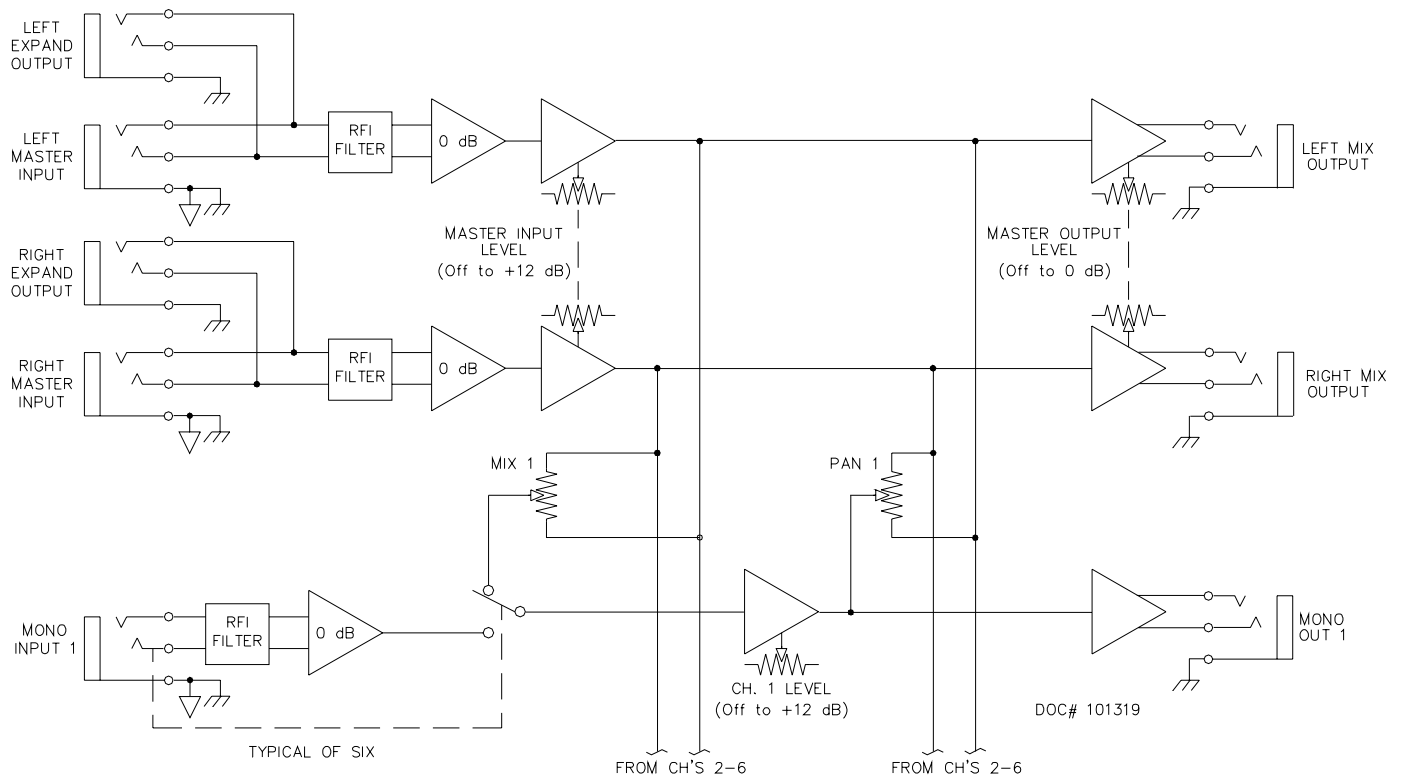 LEFT
EXPAND
OUTPUT
LEFT
MASTER
INPUT
RFI
FILTER
0 dB
MASTER INPUT
LEVEL
(Off to +12 dB)
MASTER OUTPUT
LEVEL
(Off to 0 dB)
LEFT MIX
OUTPUT
RIGHT
EXPAND
OUTPUT
RIGHT
MASTER
INPUT
RFI
FILTER
0 dB
RIGHT MIX
OUTPUT
MIX 1
PAN 1
MONO
INPUT 1
RFI
FILTER
0 dB
CH. 1 LEVEL
(Off to +12 dB)
MONO
OUT 1
DOC# 101319
TYPICAL OF SIX
FROM CH'S 2-6
FROM CH'S 2-6